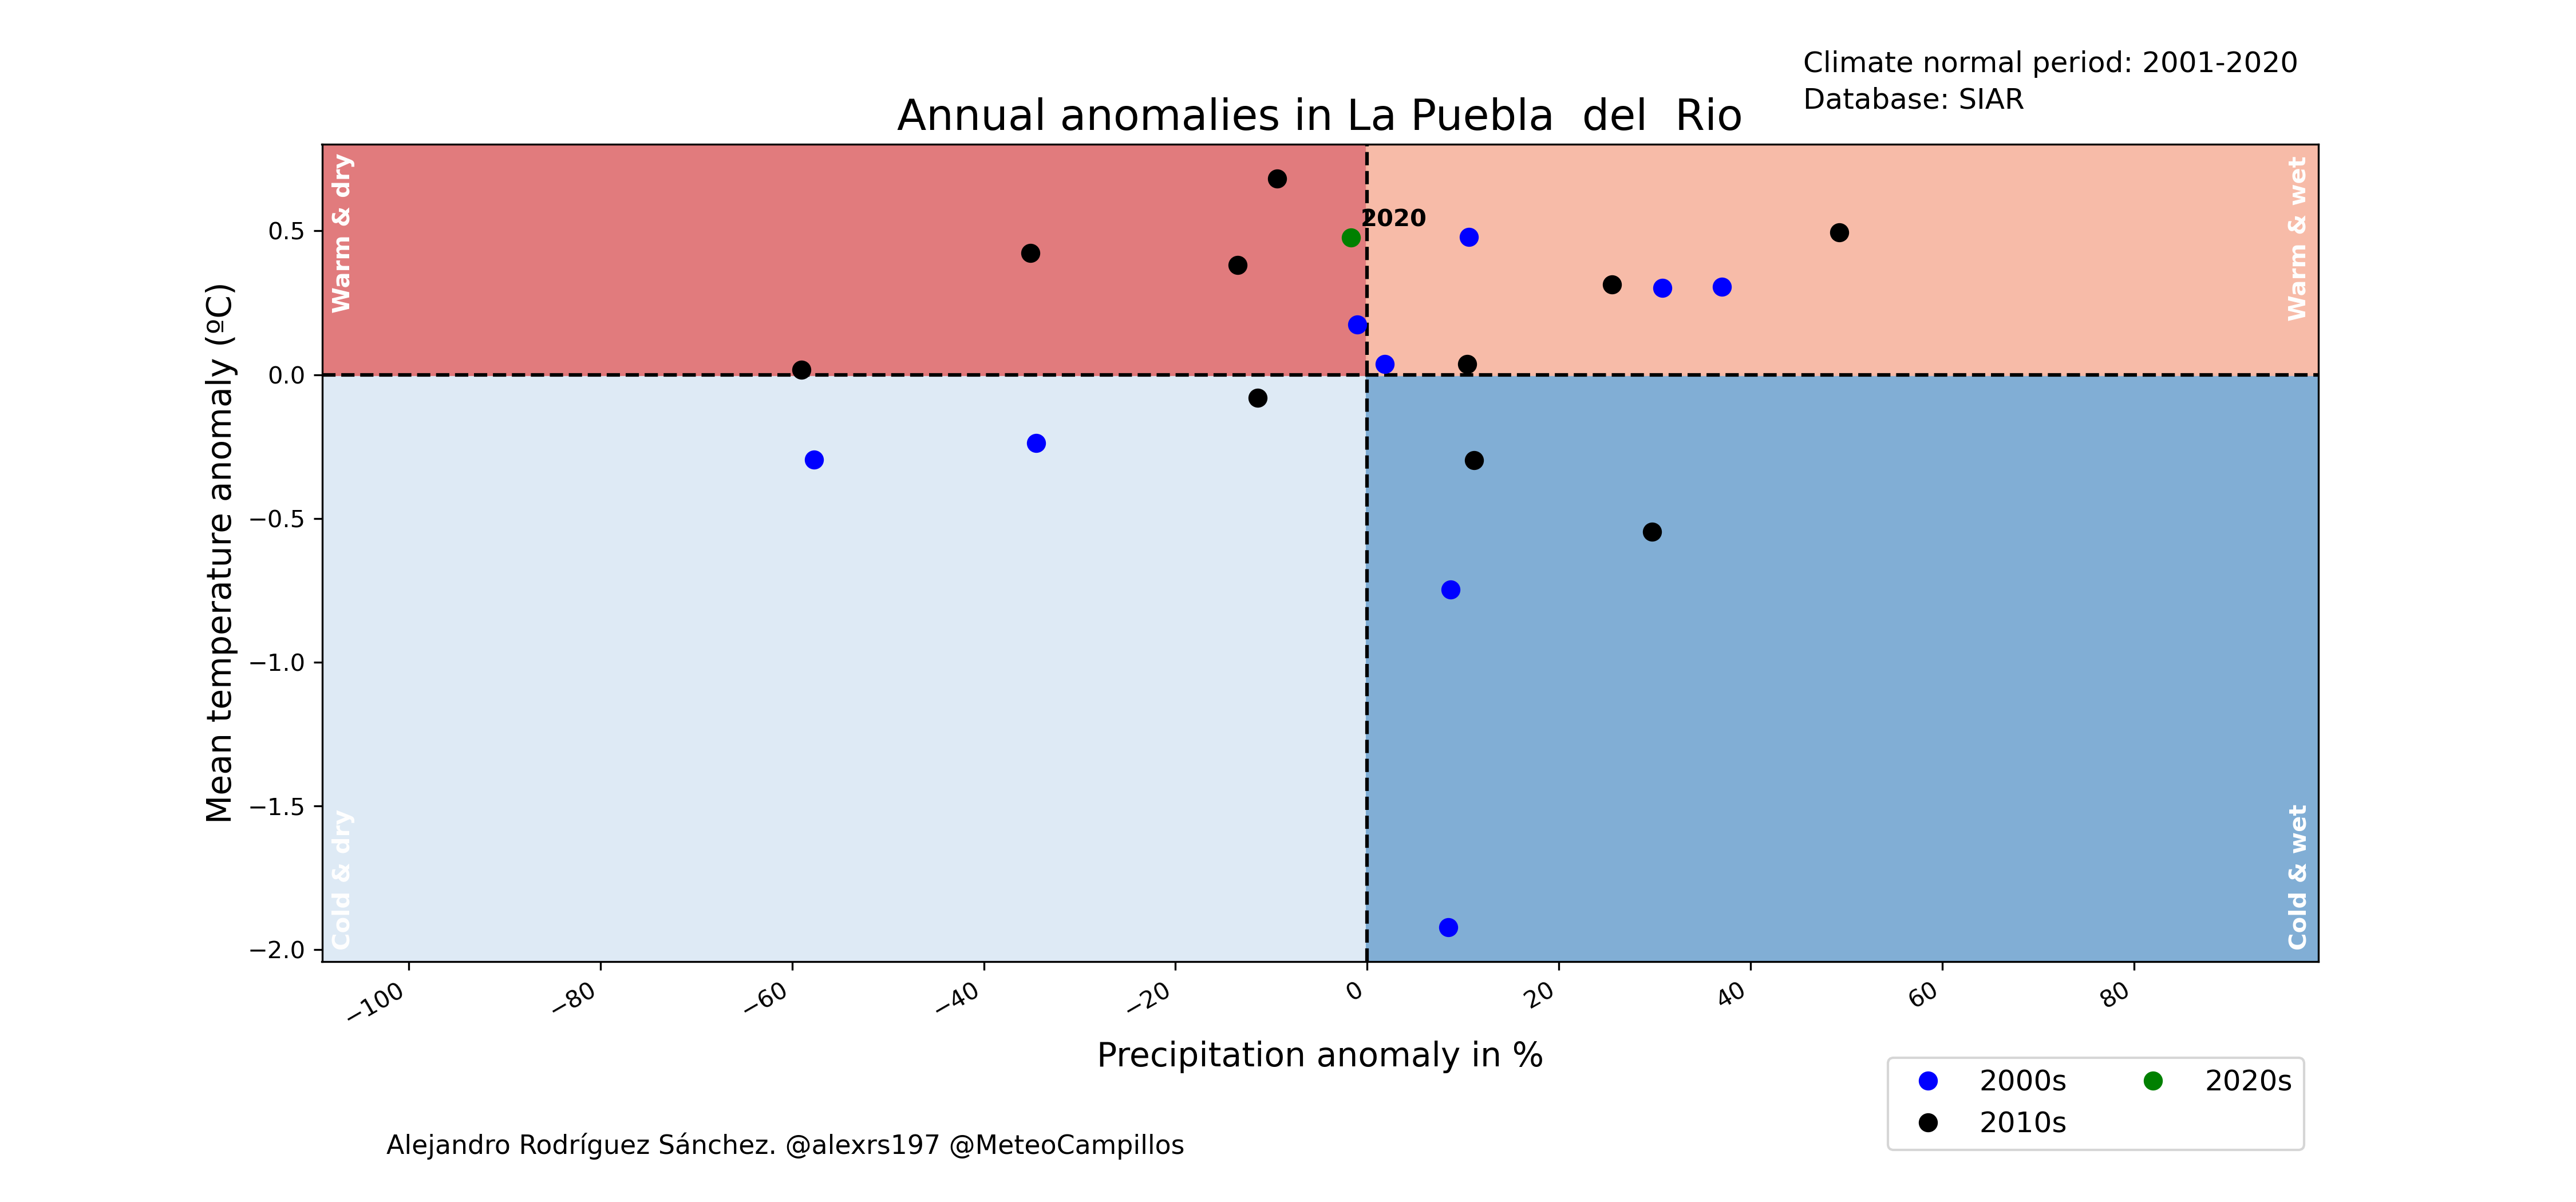 Climate normal period: 2001-2020
Database: SIAR
Annual anomalies in La Puebla  del  Rio
Warm & dry
Warm & wet
2020
Cold & dry
Cold & wet
Mean temperature anomaly (ºC)
0.5
0.0
−0.5
−1.0
−1.5
−2.0
−100
−80
−60
−40
−20
0
20
40
60
80
Precipitation anomaly in %
2000s
2010s
2020s
Alejandro Rodríguez Sánchez. @alexrs197 @MeteoCampillos